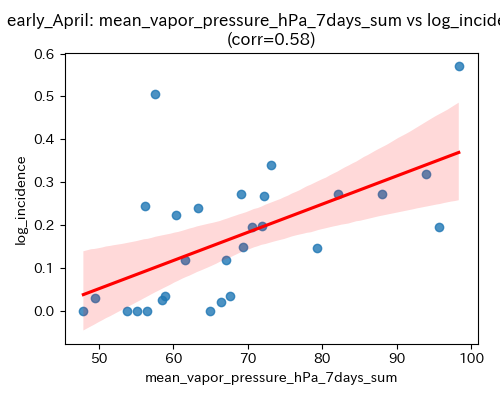 early_April: mean_vapor_pressure_hPa_7days_sum vs log_incide
(corr=0.58)
0.6
0.5
0.4
0.3
0.2
0.1
0.0
log_incidence
50 60 70 80 90 100
mean_vapor_pressure_hPa_7days_sum